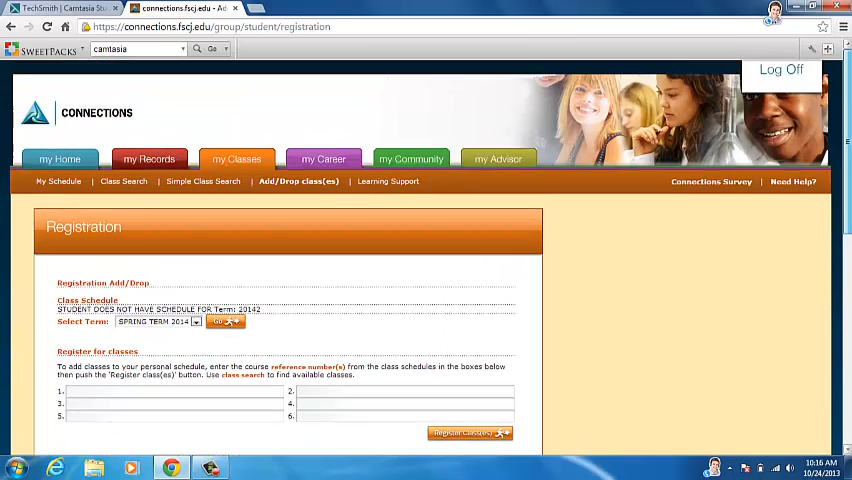 TechSmith | Camtasia Stu
connections.fscj.edu - Ad
https://connections.fscj.edu/group/student/registration
SWEETPACKS
camtasia
Go
Log Off
CONNECTIONS
my Home
my Records
my Classes
my Career
my Community
my Advisor
My Schedule | Class Search | Simple Class Search | Add/Drop class(es) | Learning Support
Connections Survey | Need Help?
Registration
Registration Add/Drop
Class Schedule
STUDENT DOES NOT HAVE SCHEDULE FOR Term: 20142
Select Term: SPRING TERM 2014 Go
Register for classes
To add classes to your personal schedule, enter the course reference number(s) from the class schedules in the boxes below
then push the 'Register class(es)' button. Use class search to find available classes.
1. 2.
3. 4.
5. 6.
Register Class(es)
10:16 AM
10/24/2013